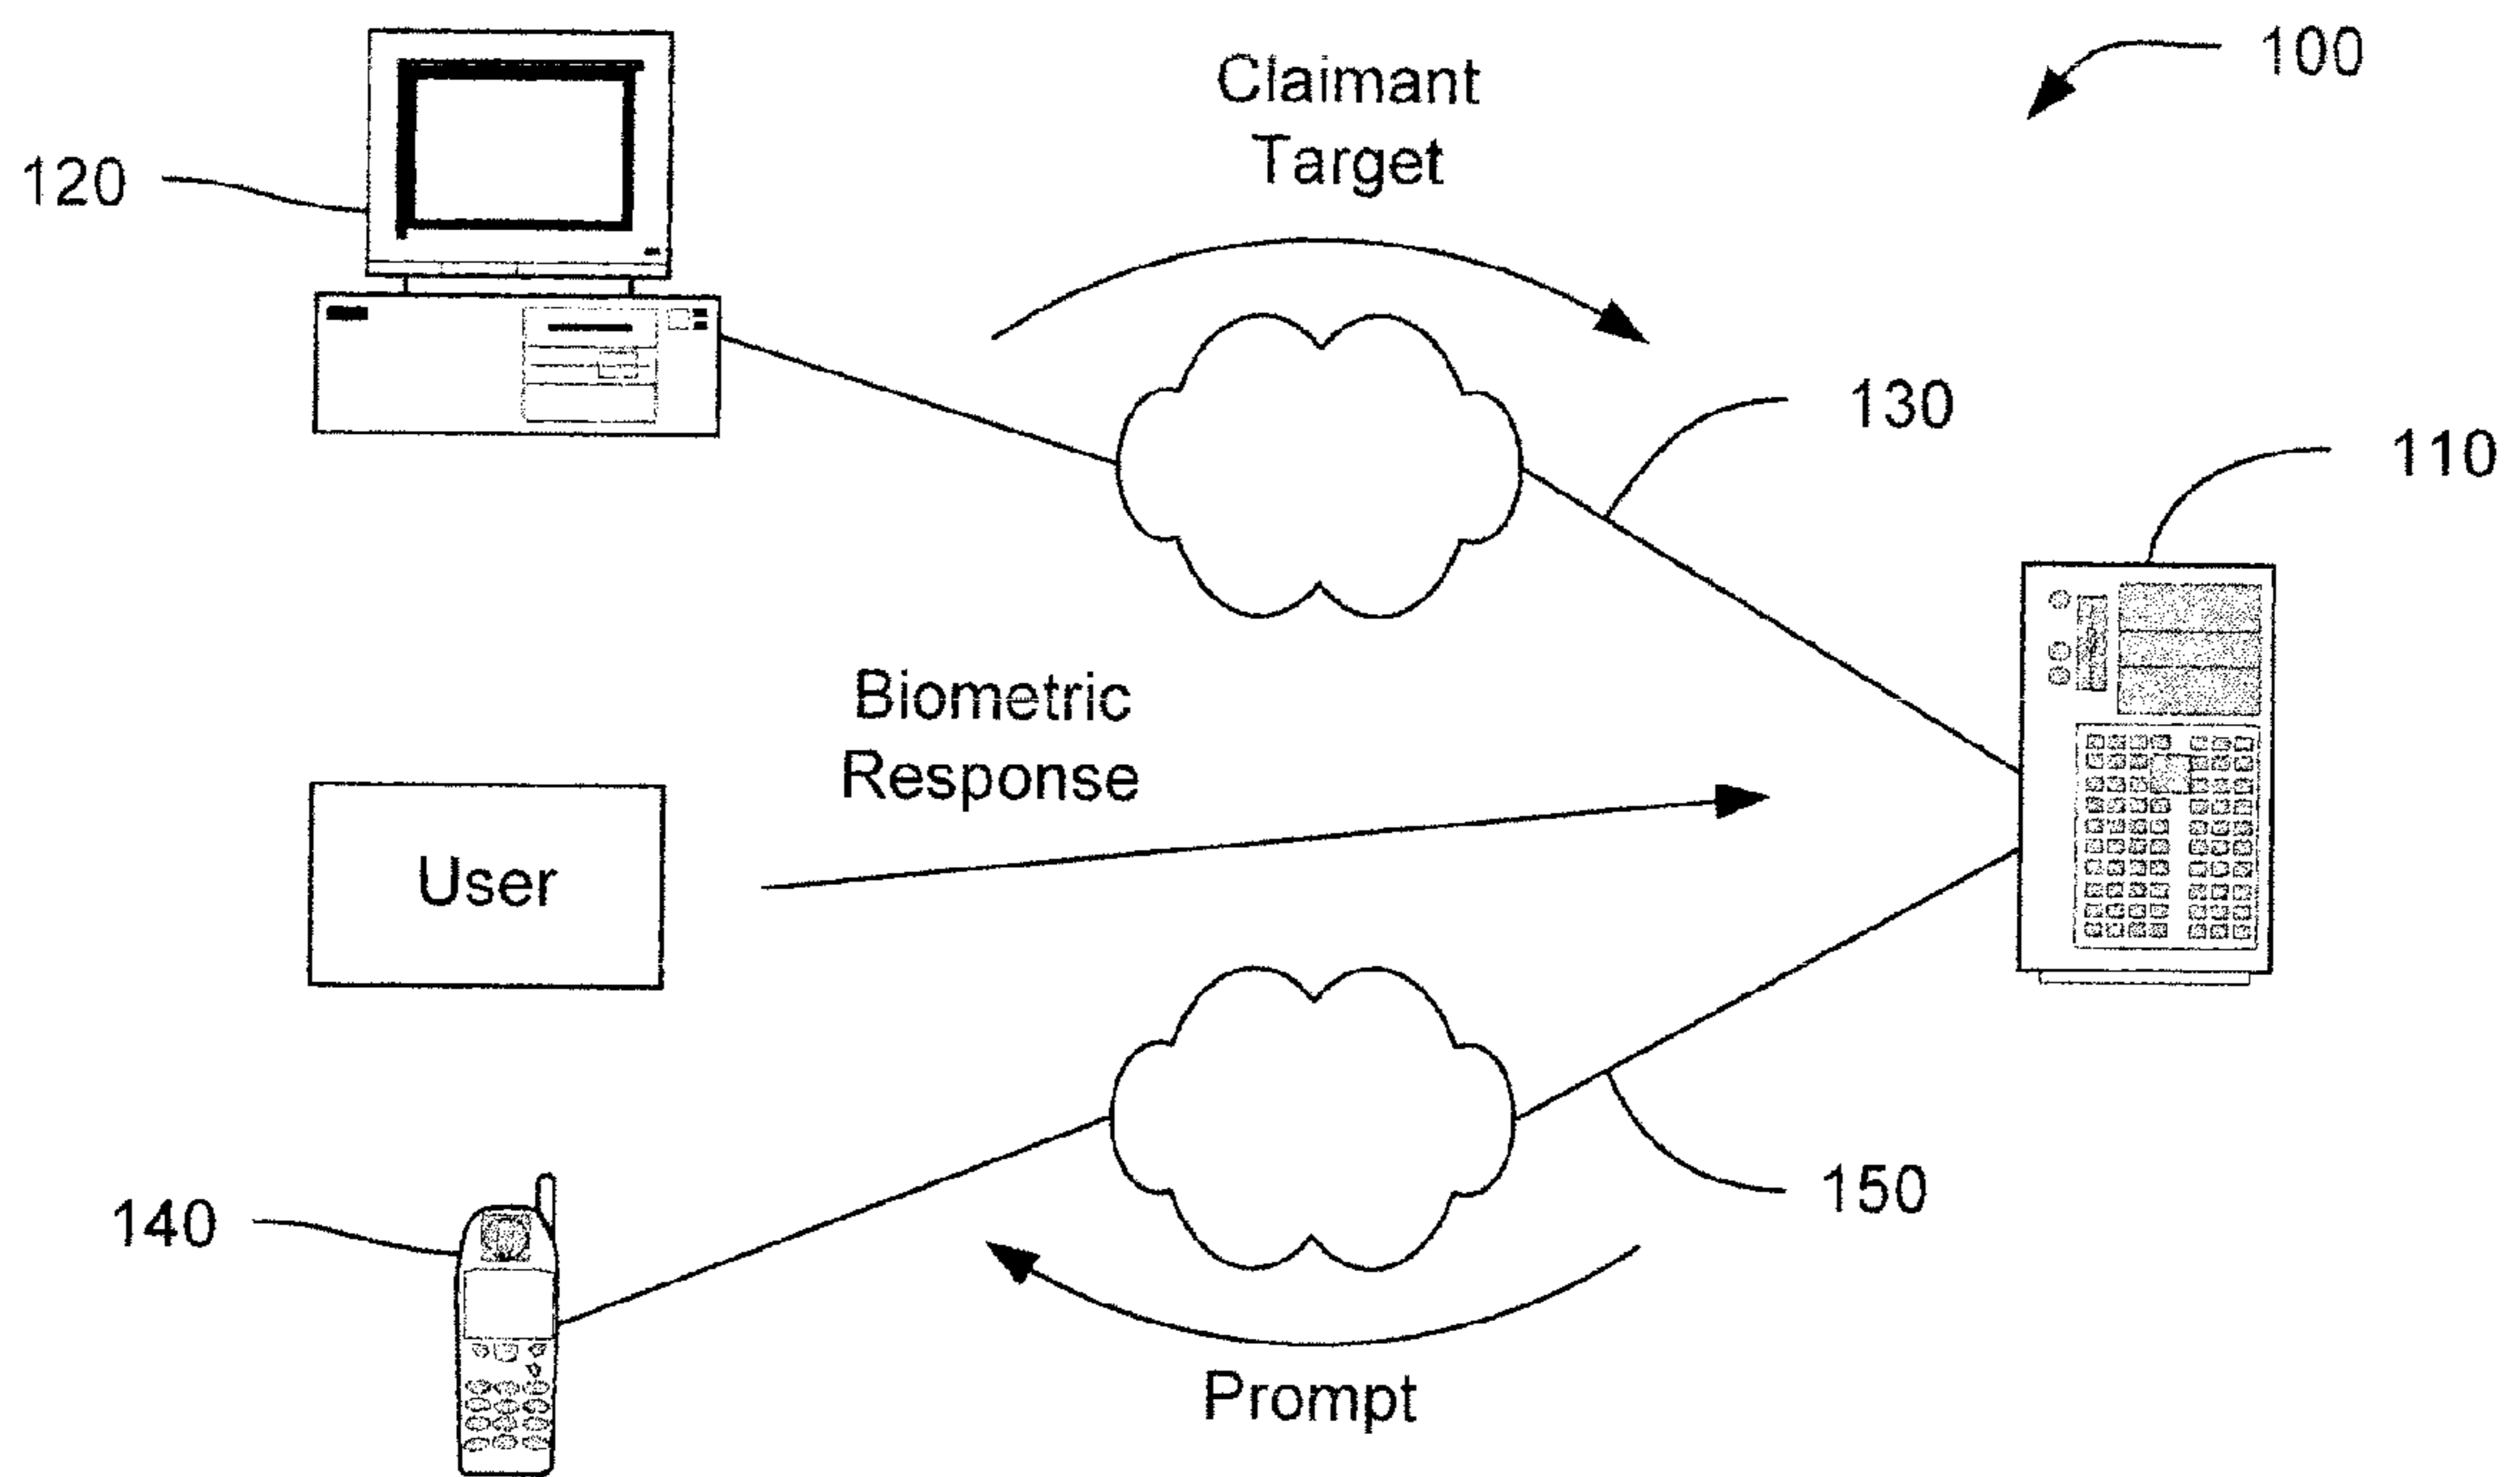 100
Claimant
Target
120
130
110
Biometric
Response
User
150
140
Prompt